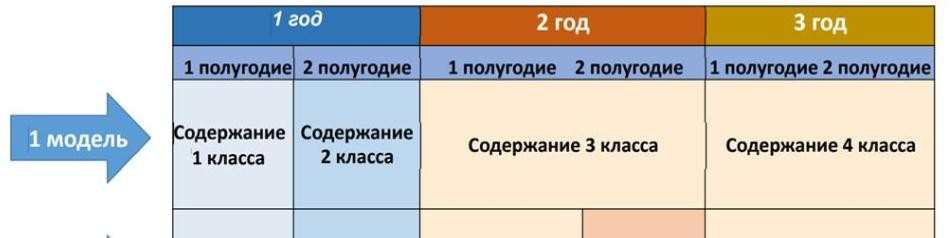 1 год 2 год 3 год
1 полугодие 2 полугодие 1 полугодие 2 полугодие 1 полугодие 2 полугодие
1 модель
Содержание
1 класса
Содержание
2 класса
Содержание 3 класса
Содержание 4 класса